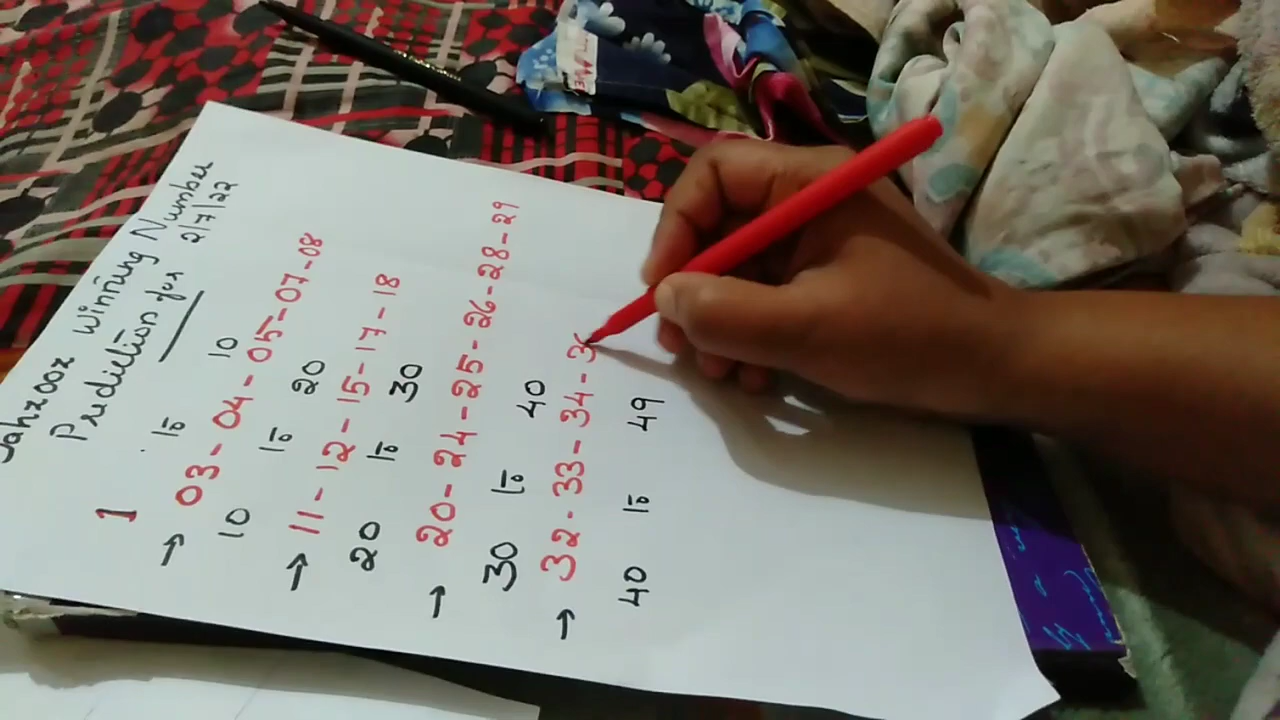 Jahzooz Winning Number
Prediction for 2/7/22
1 to 10
→ 03-04-05-07-08
10 to 20
→ 11-12-15-17-18
20 to 30
→ 20-24-25-26-28-29
30 to 40
→ 32-33-34-3
40 to 49